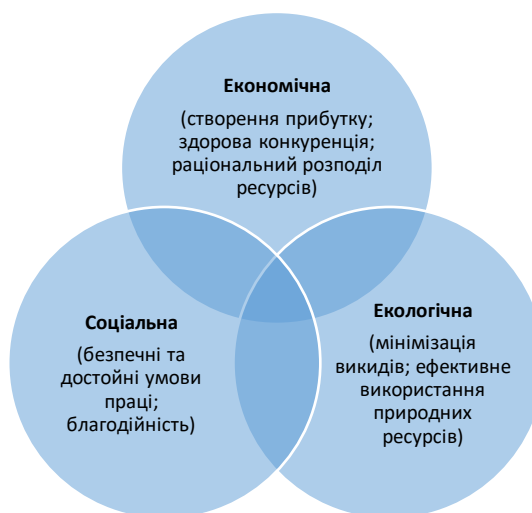 Економічна
(створення прибутку;
здорова конкуренція;
раціональний розподіл
ресурсів)
Соціальна
(безпечні та
достойні умови
праці;
благодійність)
Екологічна
(мінімізація
викидів; ефективне
використання
природних
ресурсів)